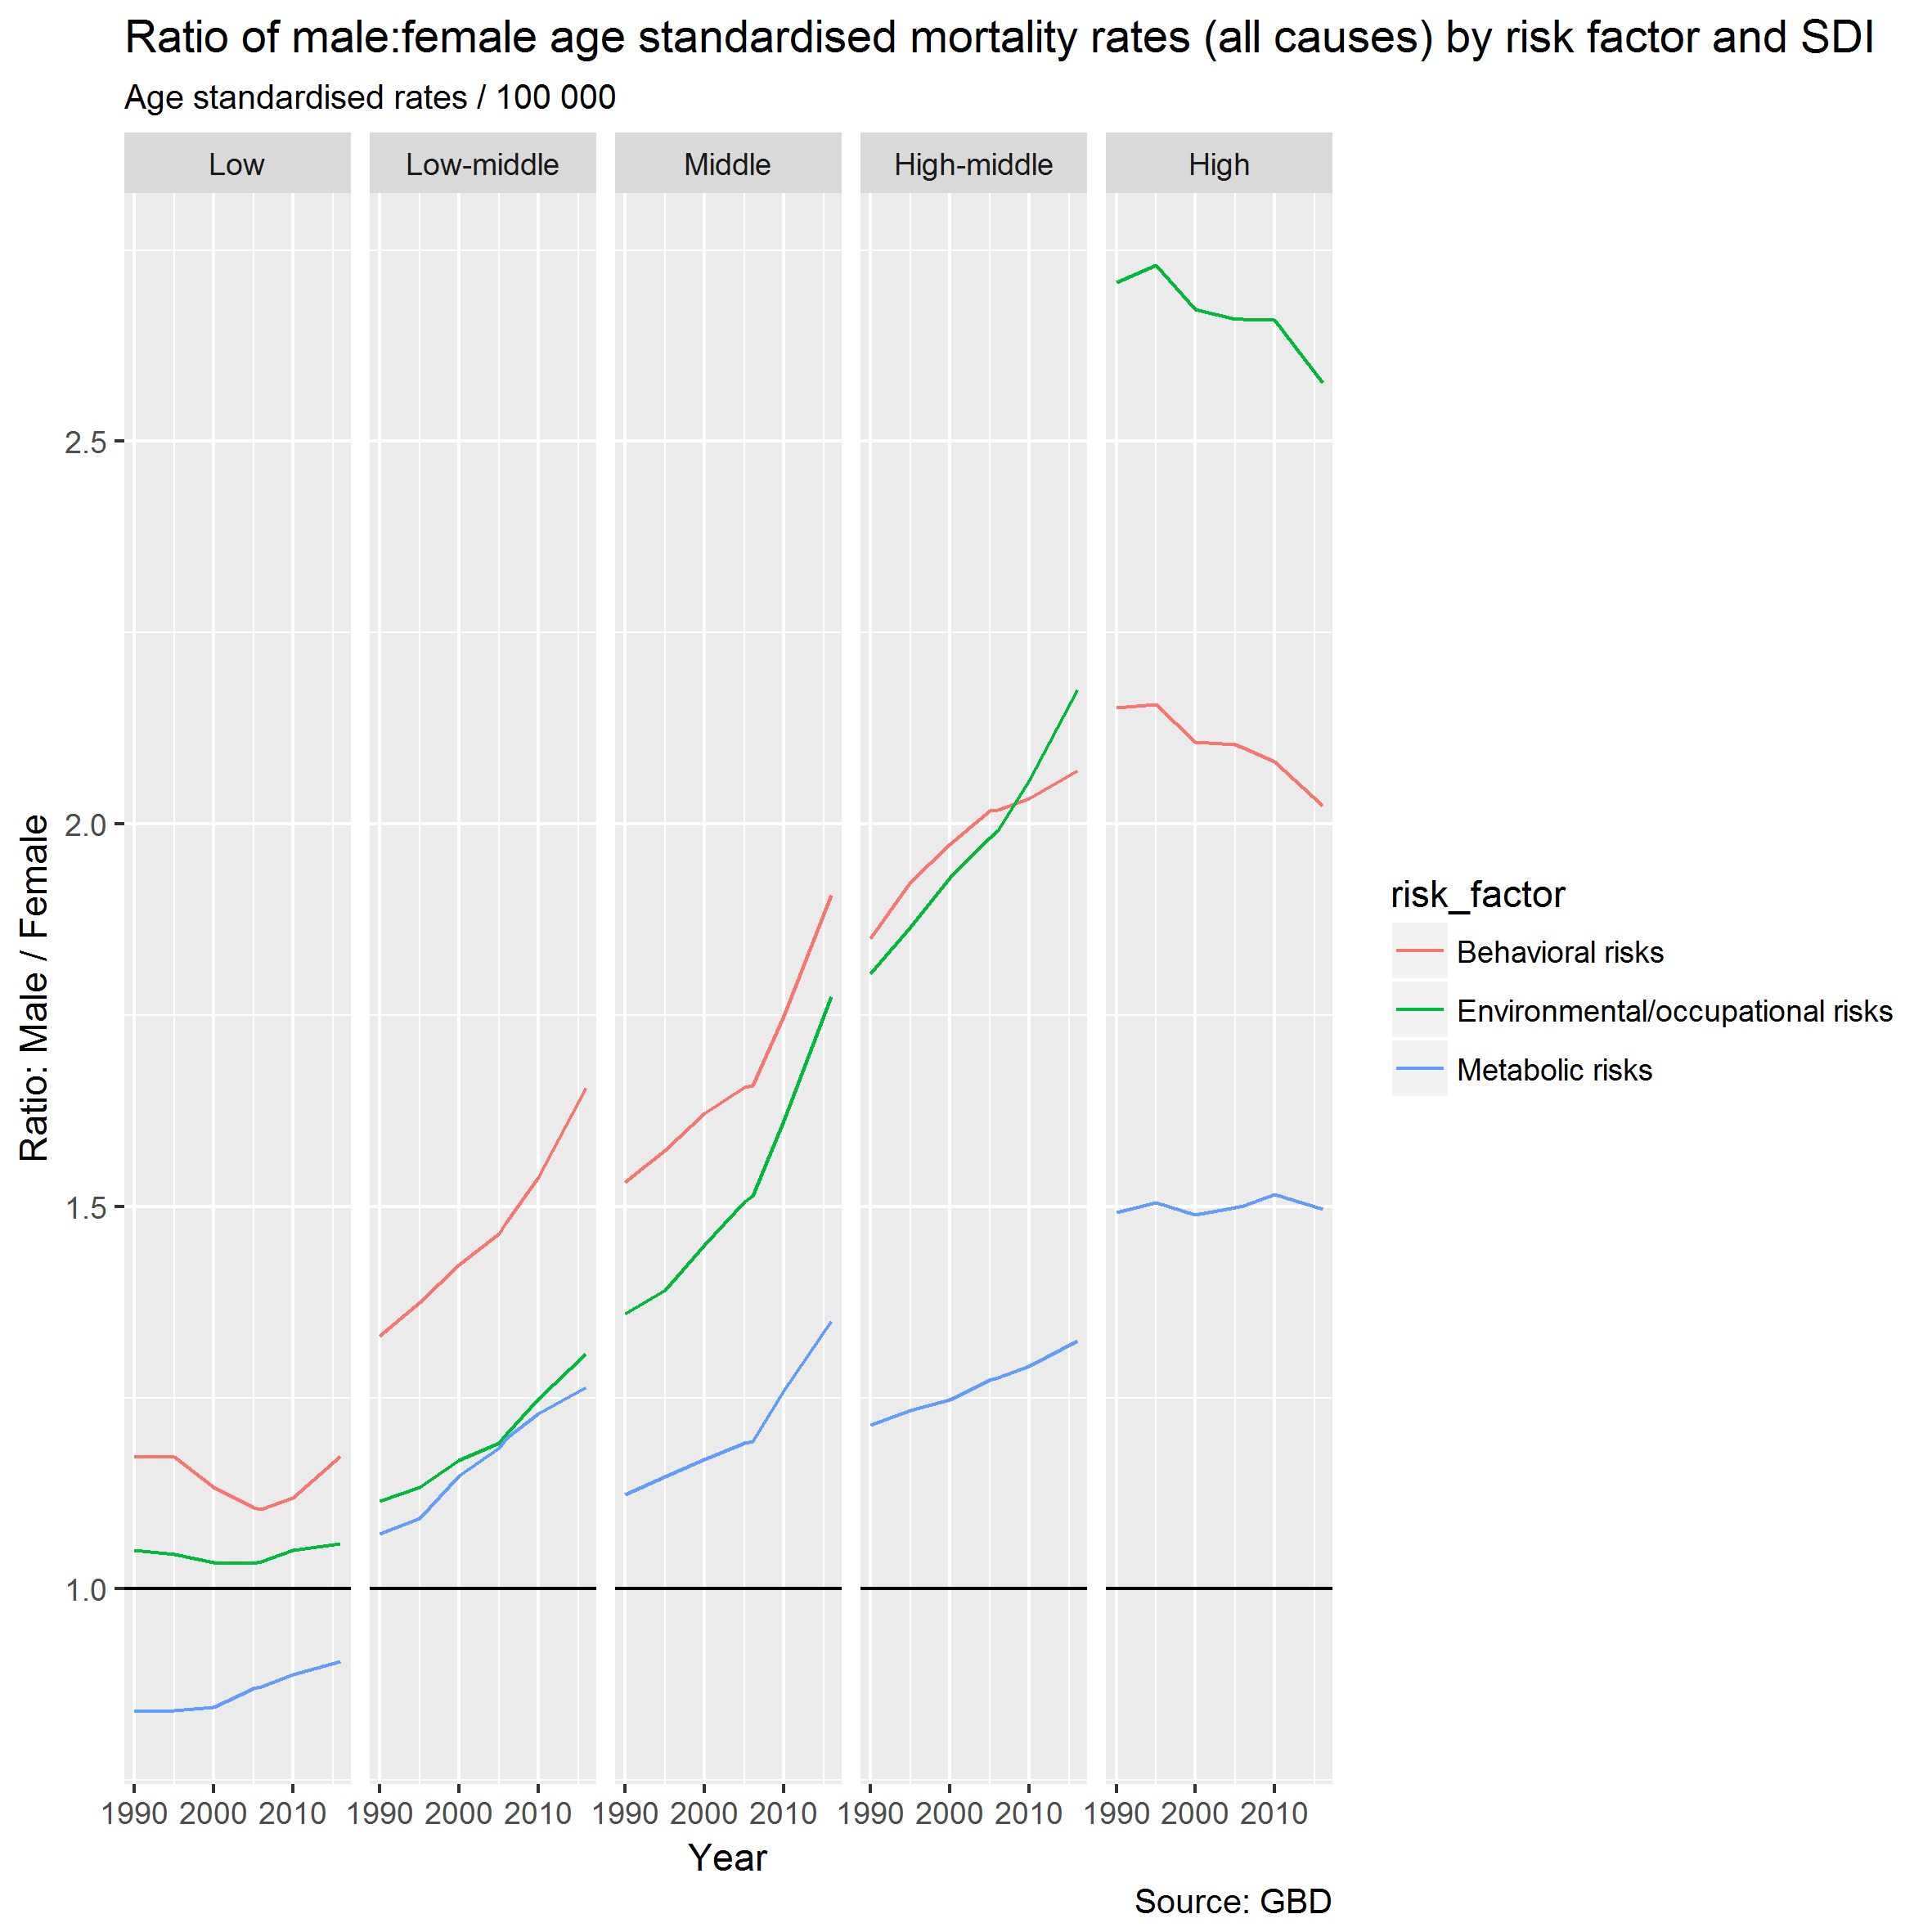 Ratio of male:female age standardised mortality rates (all causes) by risk factor and SDI
Age standardised rates / 100 000
Low Low-middle Middle High-middle High
2.5
2.0
1.5
1.0
Ratio: Male / Female
1990 2000 2010 1990 2000 2010 1990 2000 2010 1990 2000 2010 1990 2000 2010
Year
risk_factor
Behavioral risks
Environmental/occupational risks
Metabolic risks
Source: GBD